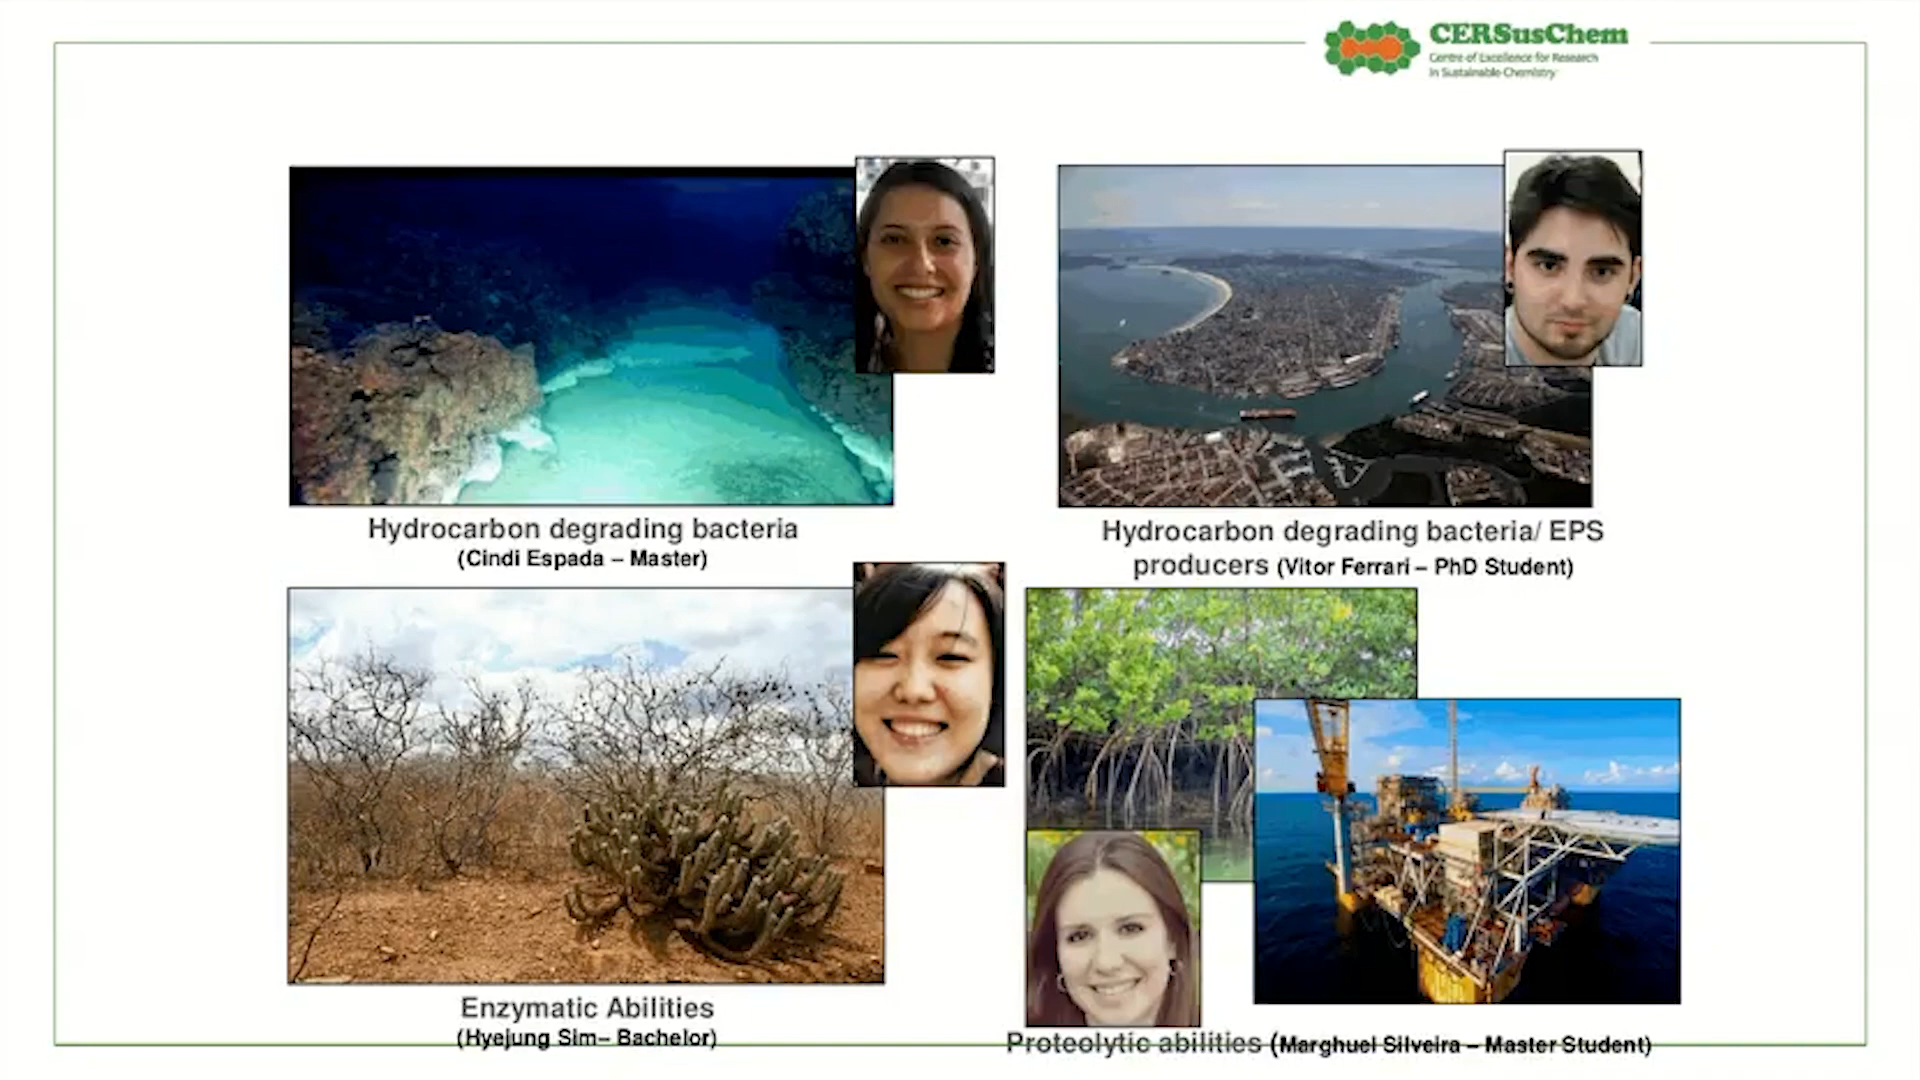 CERSusChem
Centre of Excellence for Research
in Sustainable Chemistry
Hydrocarbon degrading bacteria
(Cindi Espada – Master)
Hydrocarbon degrading bacteria/ EPS
producers (Vitor Ferrari – PhD Student)
Enzymatic Abilities
(Hyejung Sim– Bachelor)
Proteolytic abilities (Marghuel Silveira – Master Student)